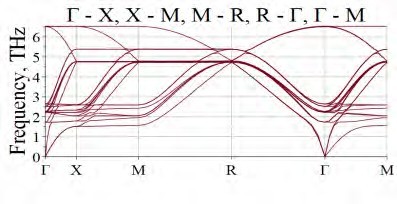 Γ - X, X - M, M - R, R - Γ, Γ - M
Frequency, THz
6
5
4
3
2
1
0
Γ X M R Γ M